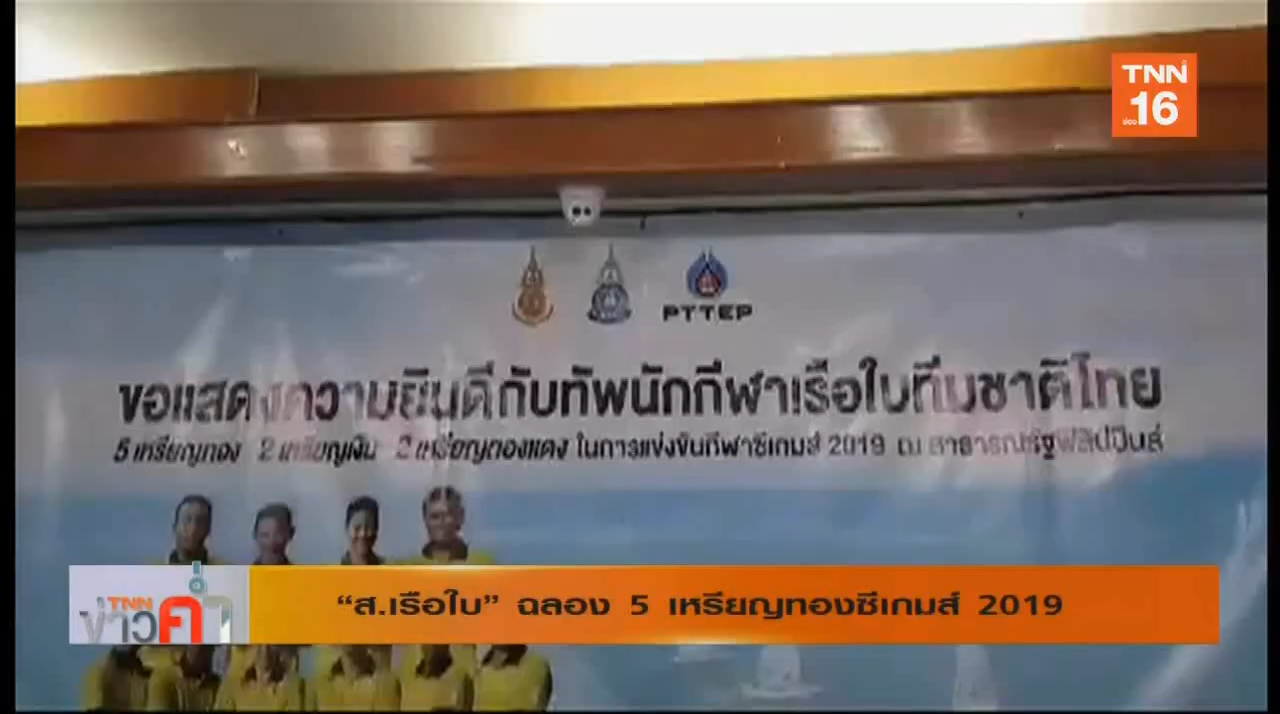 TNN
ช่อง 16
PTTEP
ขอแสดงความยินดีกับทัพนักกีฬาเรือใบทีมชาติไทย
5 เหรียญทอง 2 เหรียญเงิน 2 เหรียญทองแดง ในการแข่งขันกีฬาซีเกมส์ 2019 ณ สาธารณรัฐฟิลิปปินส์
TNN
ข่าวค่ำ
“ส.เรือใบ” ฉลอง 5 เหรียญทองซีเกมส์ 2019